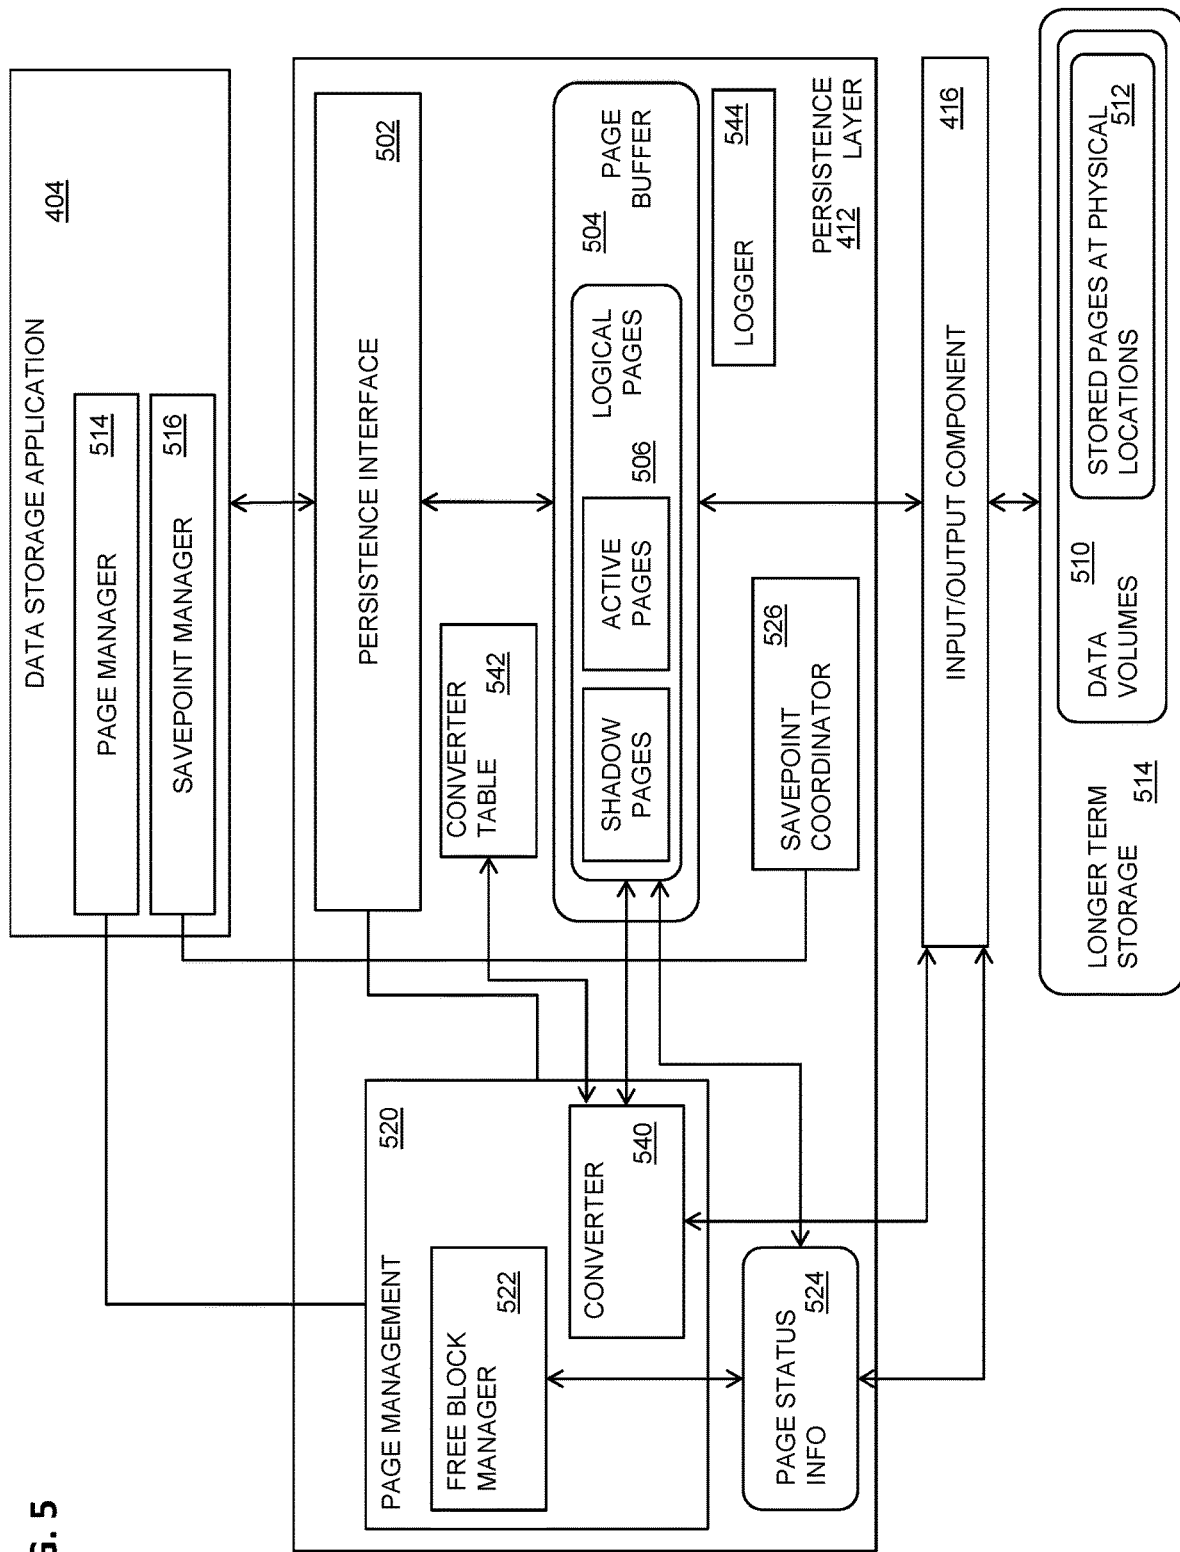 DATA STORAGE APPLICATION
404
PAGE MANAGER
514
SAVEPOINT MANAGER
516
PERSISTENCE INTERFACE
502
CONVERTER
TABLE
542
504
PAGE
BUFFER
LOGICAL
PAGES
506
SHADOW
PAGES
ACTIVE
PAGES
LOGGER
544
SAVEPOINT
COORDINATOR
526
PERSISTENCE
LAYER
412
PAGE MANAGEMENT
520
FREE BLOCK
MANAGER
522
CONVERTER
540
PAGE STATUS
INFO
524
INPUT/OUTPUT COMPONENT
416
LONGER TERM
STORAGE
514
DATA
VOLUMES
510
STORED PAGES AT PHYSICAL
LOCATIONS
512
G. 5